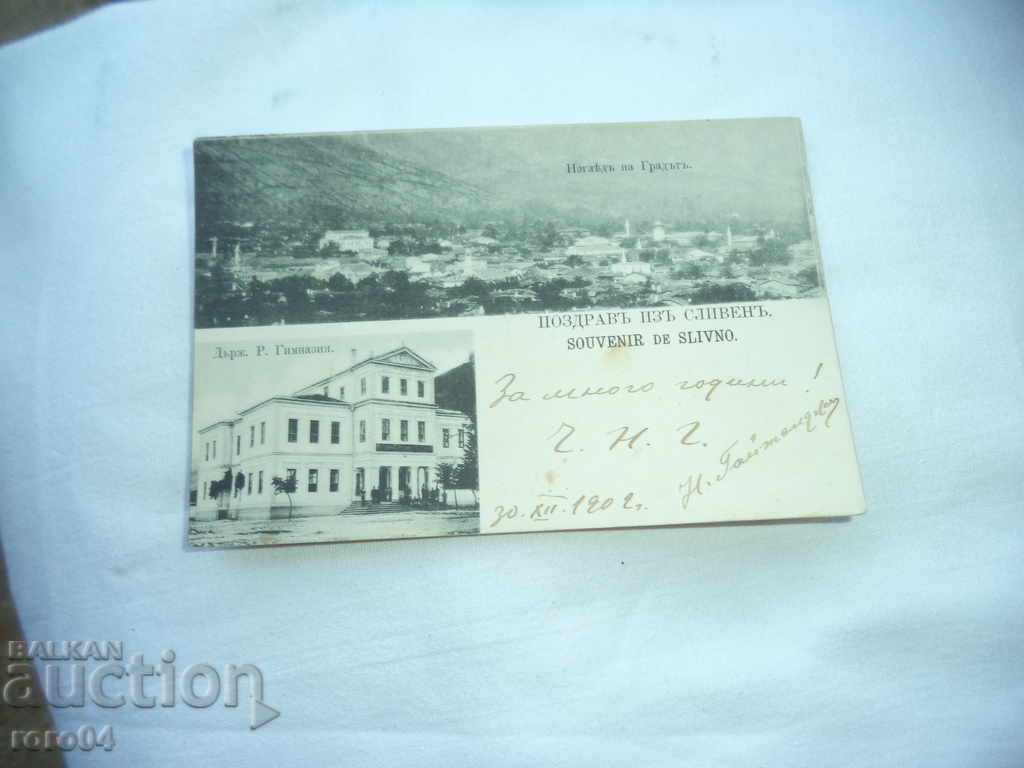 Изгледъ на Градътъ.
ПОЗДРАВЪ ИЗЪ СЛИВЕНЪ.
SOUVENIR DE SLIVNO.
Държ. Р. Гимназия.
За много години!
Ч. Н. Г.
30. XII. 1902 г.
Н.
BALKAN
auction
roro04